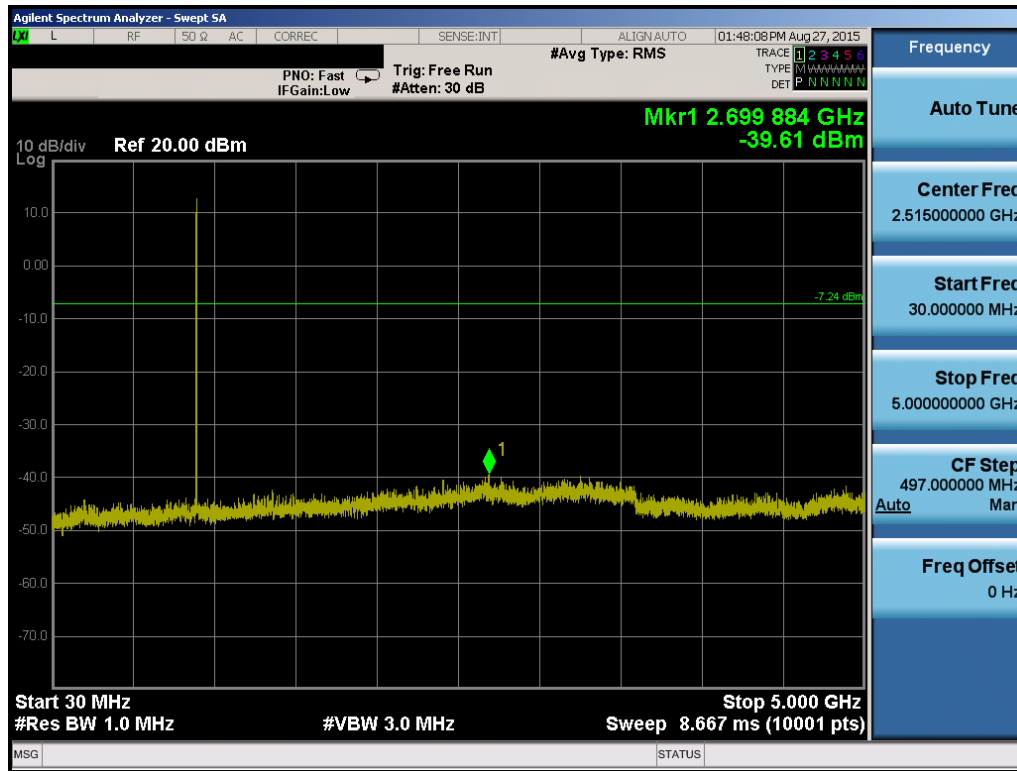 Agilent Spectrum Analyzer - Swept SA
LXI L RF 50 Ω AC CORREC SENSE:INT ALIGN AUTO 01:48:08 PM Aug 27, 2015
#Avg Type: RMS TRACE 1 2 3 4 5 6
PNO: Fast Trig: Free Run TYPE M WWWWW
IFGain:Low #Atten: 30 dB DET P N N N N N
Mkr1 2.699 884 GHz
-39.61 dBm
10 dB/div Ref 20.00 dBm
Log
10.0
0.00
-7.24 dBm
-10.0
-20.0
-30.0
1
-40.0
-50.0
-60.0
-70.0
Start 30 MHz Stop 5.000 GHz
#Res BW 1.0 MHz #VBW 3.0 MHz Sweep 8.667 ms (10001 pts)
MSG STATUS
Frequency
Auto Tune
Center Freq
2.515000000 GHz
Start Freq
30.000000 MHz
Stop Freq
5.000000000 GHz
CF Step
497.000000 MHz
Auto Man
Freq Offset
0 Hz